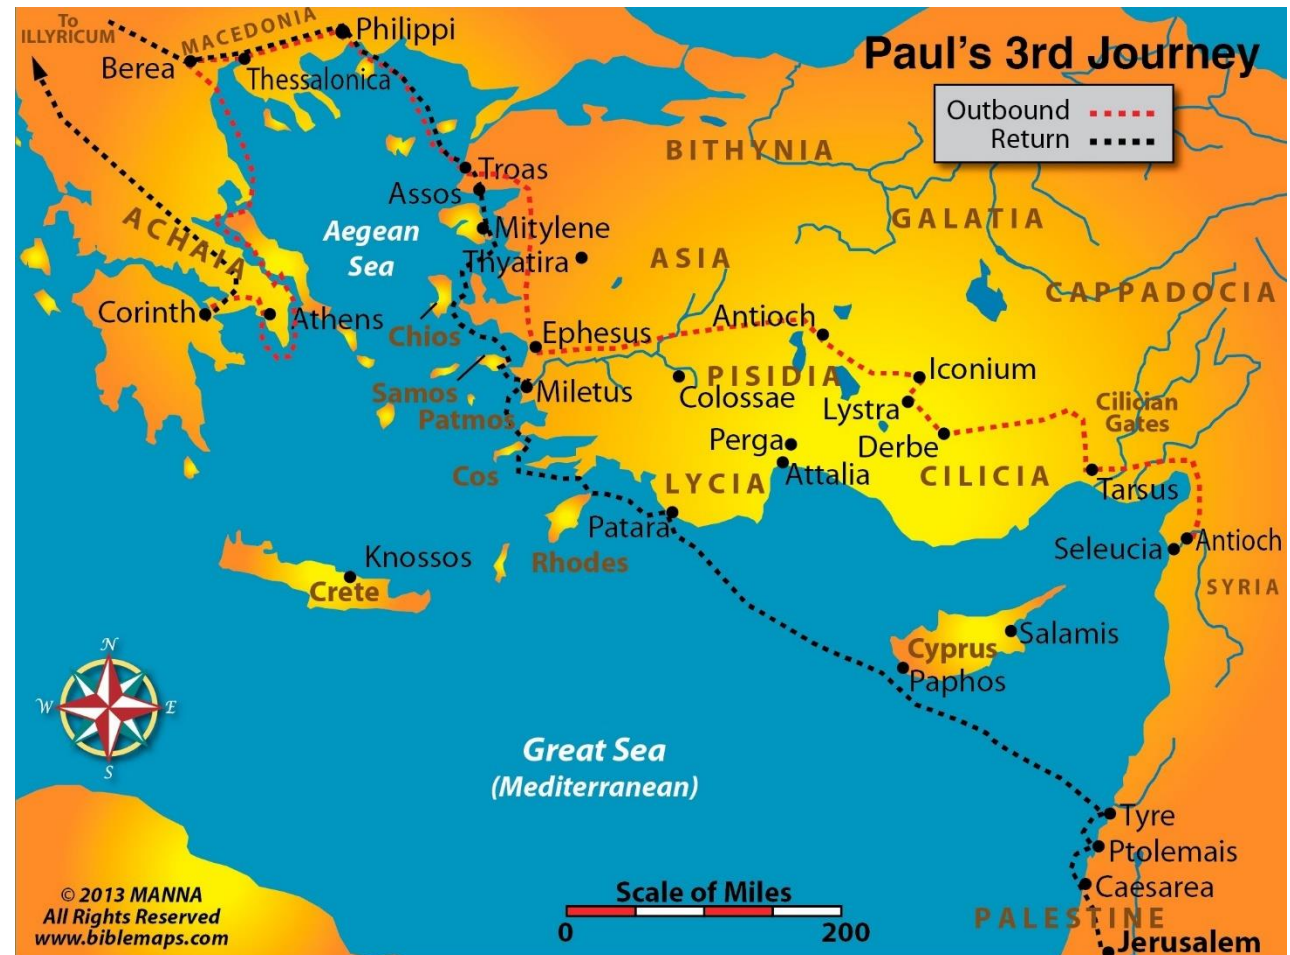 To
ILLYRICUM
MACEDONIA
Philippi
Berea
Thessalonica
Paul's 3rd Journey
Outbound
Return
BITHYNIA
Troas
Assos
GALATIA
ACHAIA
Aegean
Sea
Mitylene
Thyatira
ASIA
CAPPADOCIA
Corinth
Athens
Chios
Ephesus
Antioch
Samos
Miletus
PISIDIA
Iconium
Patmos
Colossae
Lystra
Cilician
Gates
Perga
Derbe
Cos
LYCIA
Attalia
CILICIA
Tarsus
Patara
Knossos
Rhodes
Seleucia
Antioch
Crete
SYRIA
Salamis
Cyprus
Paphos
N
W
E
S
Great Sea
(Mediterranean)
Tyre
Ptolemais
Caesarea
PALESTINE
Jerusalem
© 2013 MANNA
All Rights Reserved
www.biblemaps.com
Scale of Miles
0 200